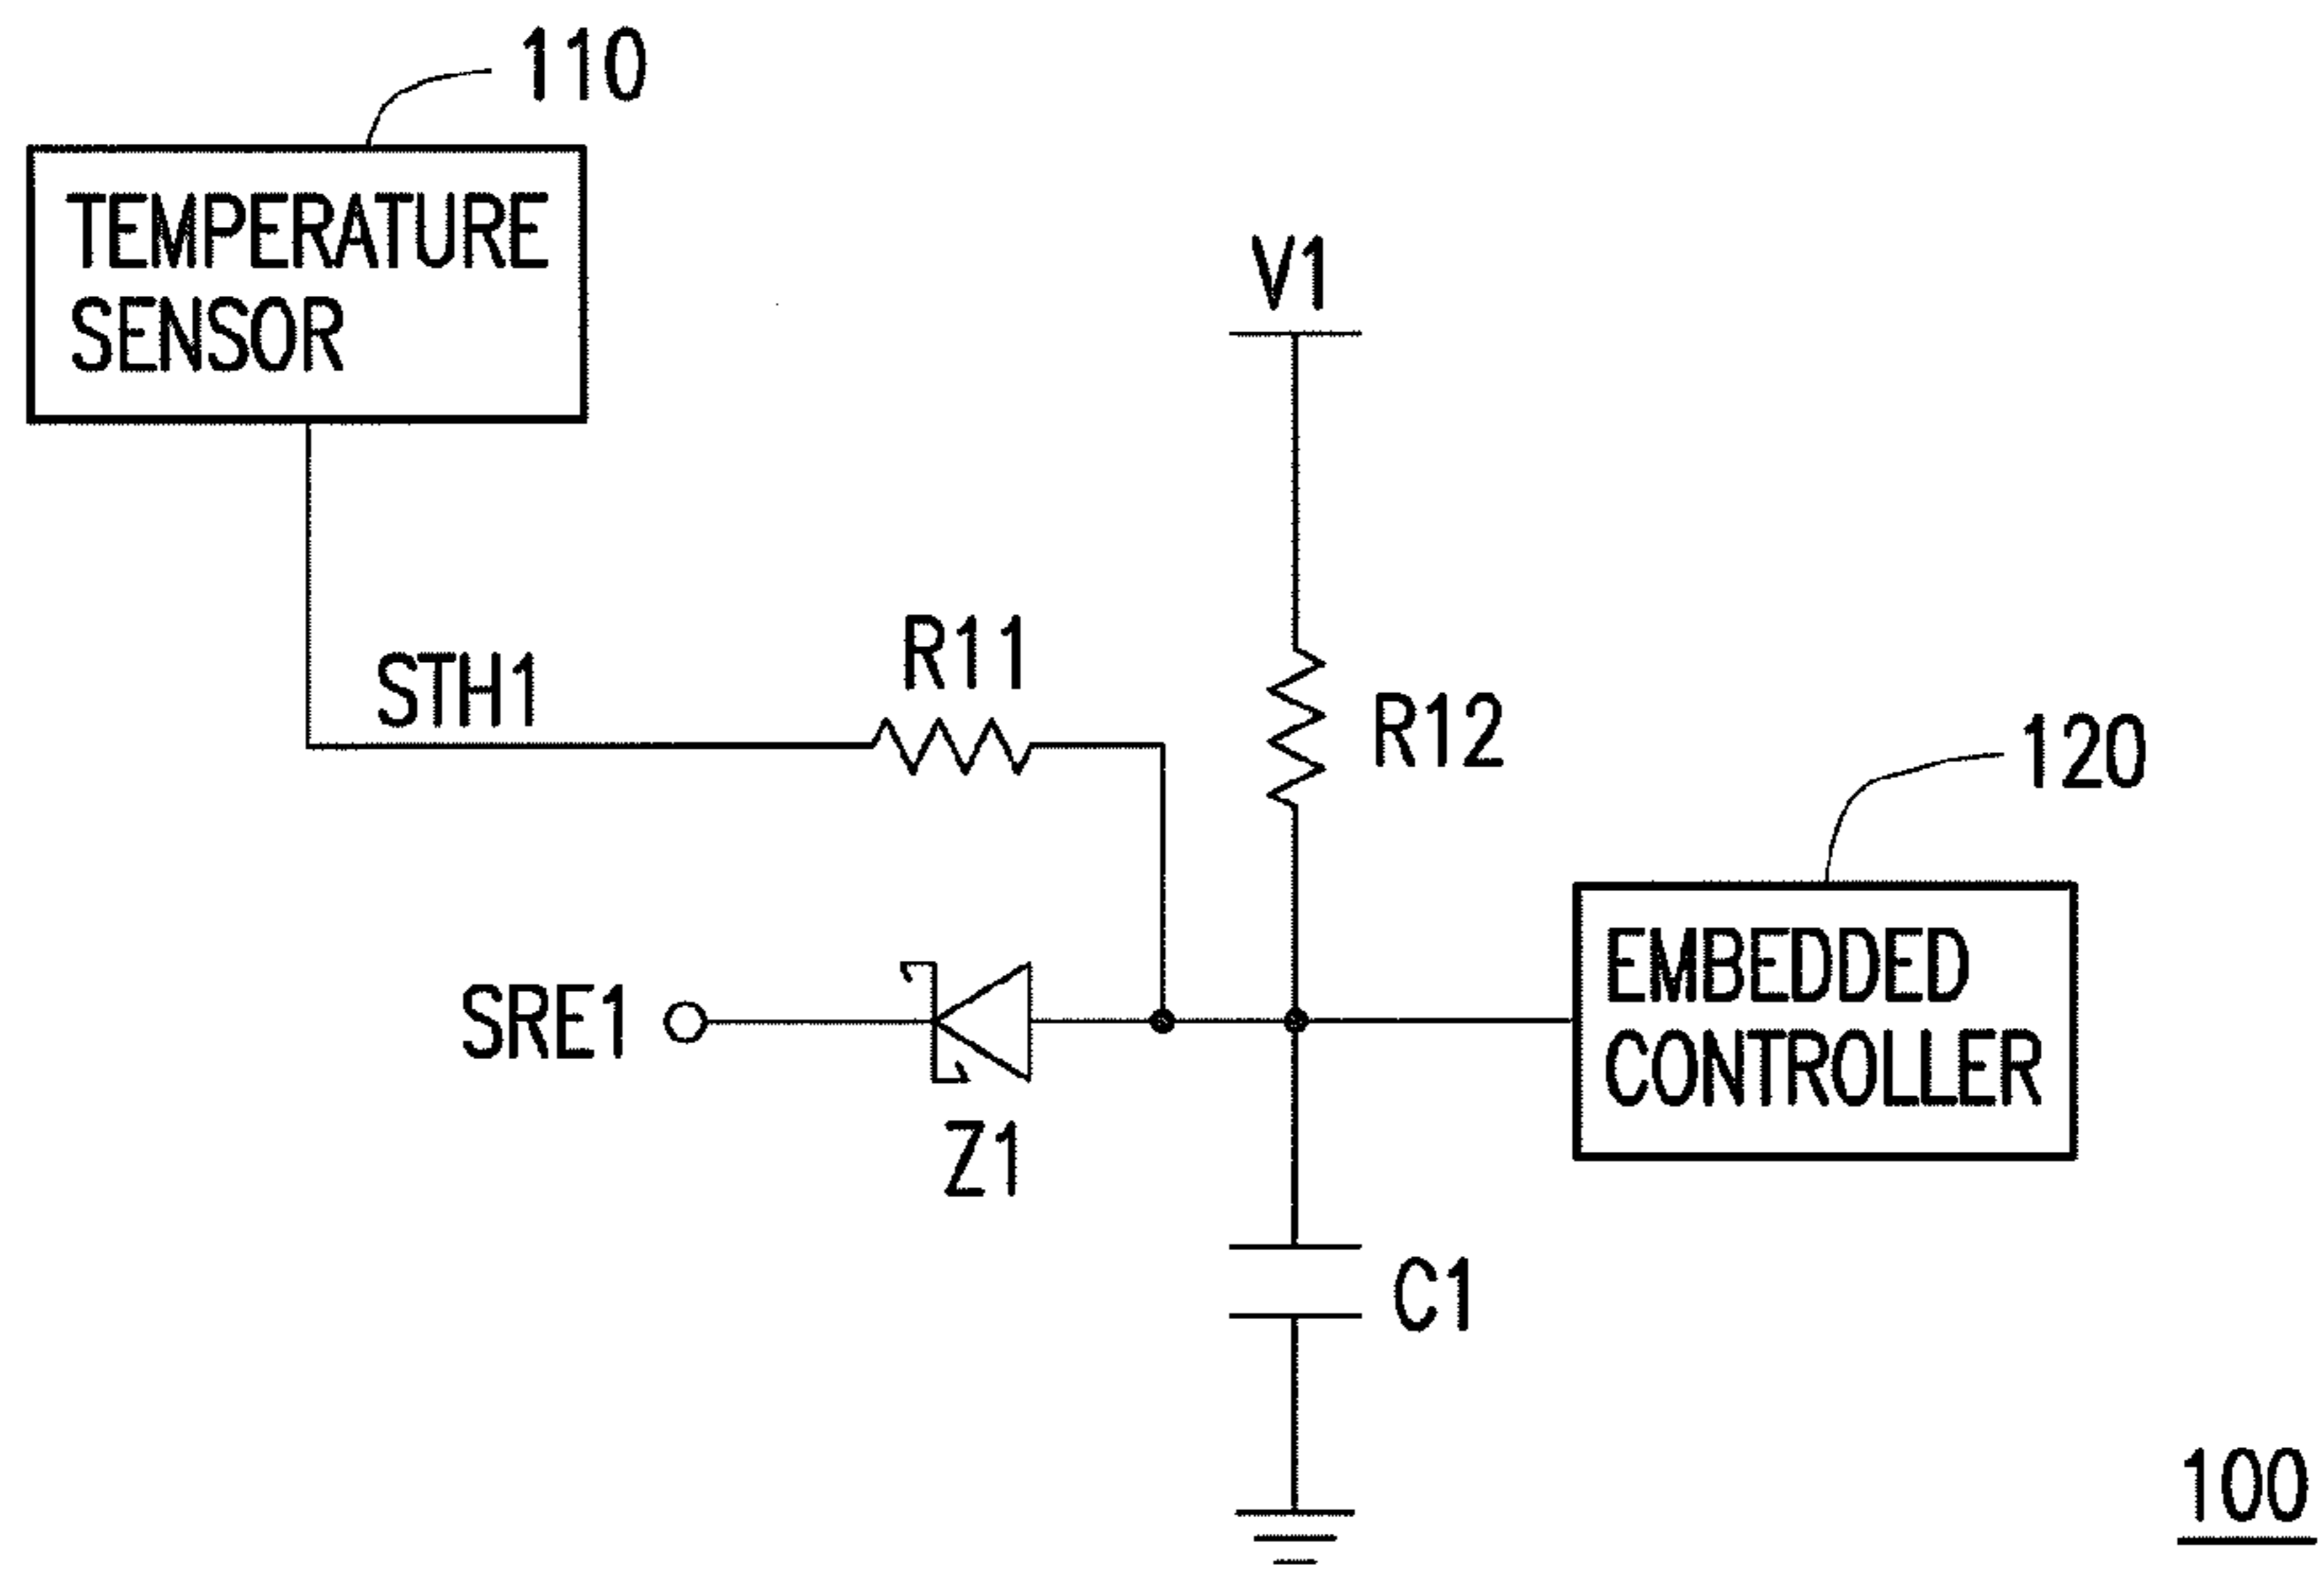 110
TEMPERATURE
SENSOR
V1
STH1
R11
R12
120
SRE1
Z1
EMBEDDED
CONTROLLER
C1
100